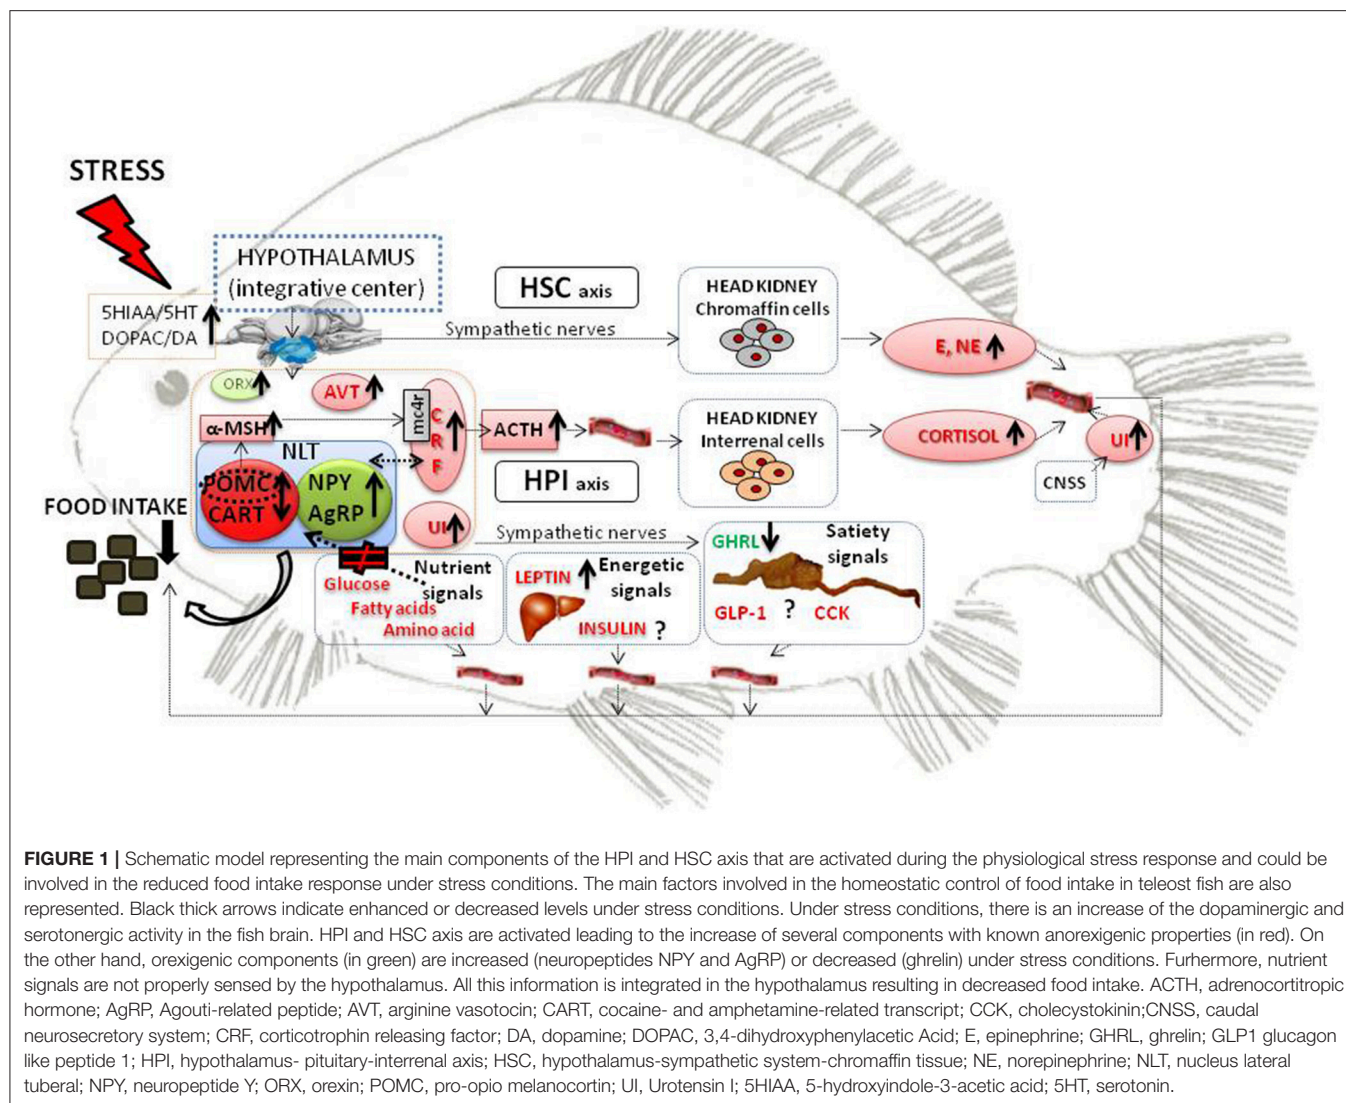 STRESS
HYPOTHALAMUS
(integrative center)
5HIAA/5HT
DOPAC/DA
HSC axis
Sympathetic nerves
HEAD KIDNEY
Chromaffin cells
E, NE
ORX
AVT
α-MSH
mc4r
C
R
F
ACTH
HEAD KIDNEY
Interrenal cells
CORTISOL
UI
CNSS
NLT
POMC
CART
NPY
AgRP
HPI axis
UI
FOOD INTAKE
Sympathetic nerves
Nutrient
signals
Glucose
Fatty acids
Amino acid
LEPTIN
Energetic
signals
INSULIN ?
GHRL
Satiety
signals
GLP-1 ? CCK
FIGURE 1 | Schematic model representing the main components of the HPI and HSC axis that are activated during the physiological stress response and could be
involved in the reduced food intake response under stress conditions. The main factors involved in the homeostatic control of food intake in teleost fish are also
represented. Black thick arrows indicate enhanced or decreased levels under stress conditions. Under stress conditions, there is an increase of the dopaminergic and
serotonergic activity in the fish brain. HPI and HSC axis are activated leading to the increase of several components with known anorexigenic properties (in red). On
the other hand, orexigenic components (in green) are increased (neuropeptides NPY and AgRP) or decreased (ghrelin) under stress conditions. Furhermore, nutrient
signals are not properly sensed by the hypothalamus. All this information is integrated in the hypothalamus resulting in decreased food intake. ACTH, adrenocortitropic
hormone; AgRP, Agouti-related peptide; AVT, arginine vasotocin; CART, cocaine- and amphetamine-related transcript; CCK, cholecystokinin;CNSS, caudal
neurosecretory system; CRF, corticotrophin releasing factor; DA, dopamine; DOPAC, 3,4-dihydroxyphenylacetic Acid; E, epinephrine; GHRL, ghrelin; GLP1 glucagon
like peptide 1; HPI, hypothalamus- pituitary-interrenal axis; HSC, hypothalamus-sympathetic system-chromaffin tissue; NE, norepinephrine; NLT, nucleus lateral
tuberal; NPY, neuropeptide Y; ORX, orexin; POMC, pro-opio melanocortin; UI, Urotensin I; 5HIAA, 5-hydroxyindole-3-acetic acid; 5HT, serotonin.